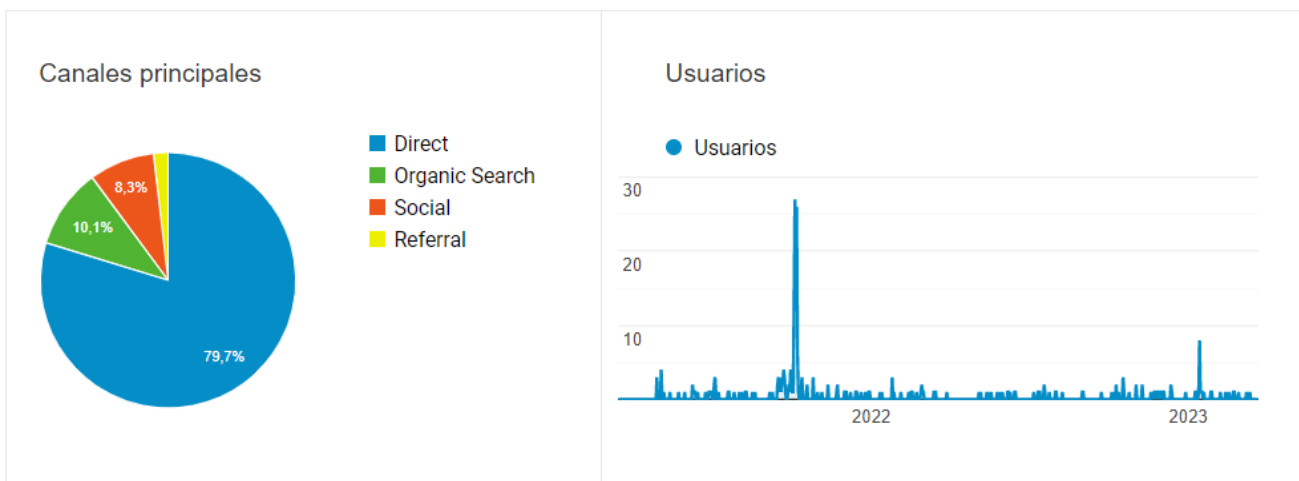 Canales principales
Direct
Organic Search
Social
Referral
8,3%
10,1%
79,7%
Usuarios
Usuarios
30
20
10
2022
2023